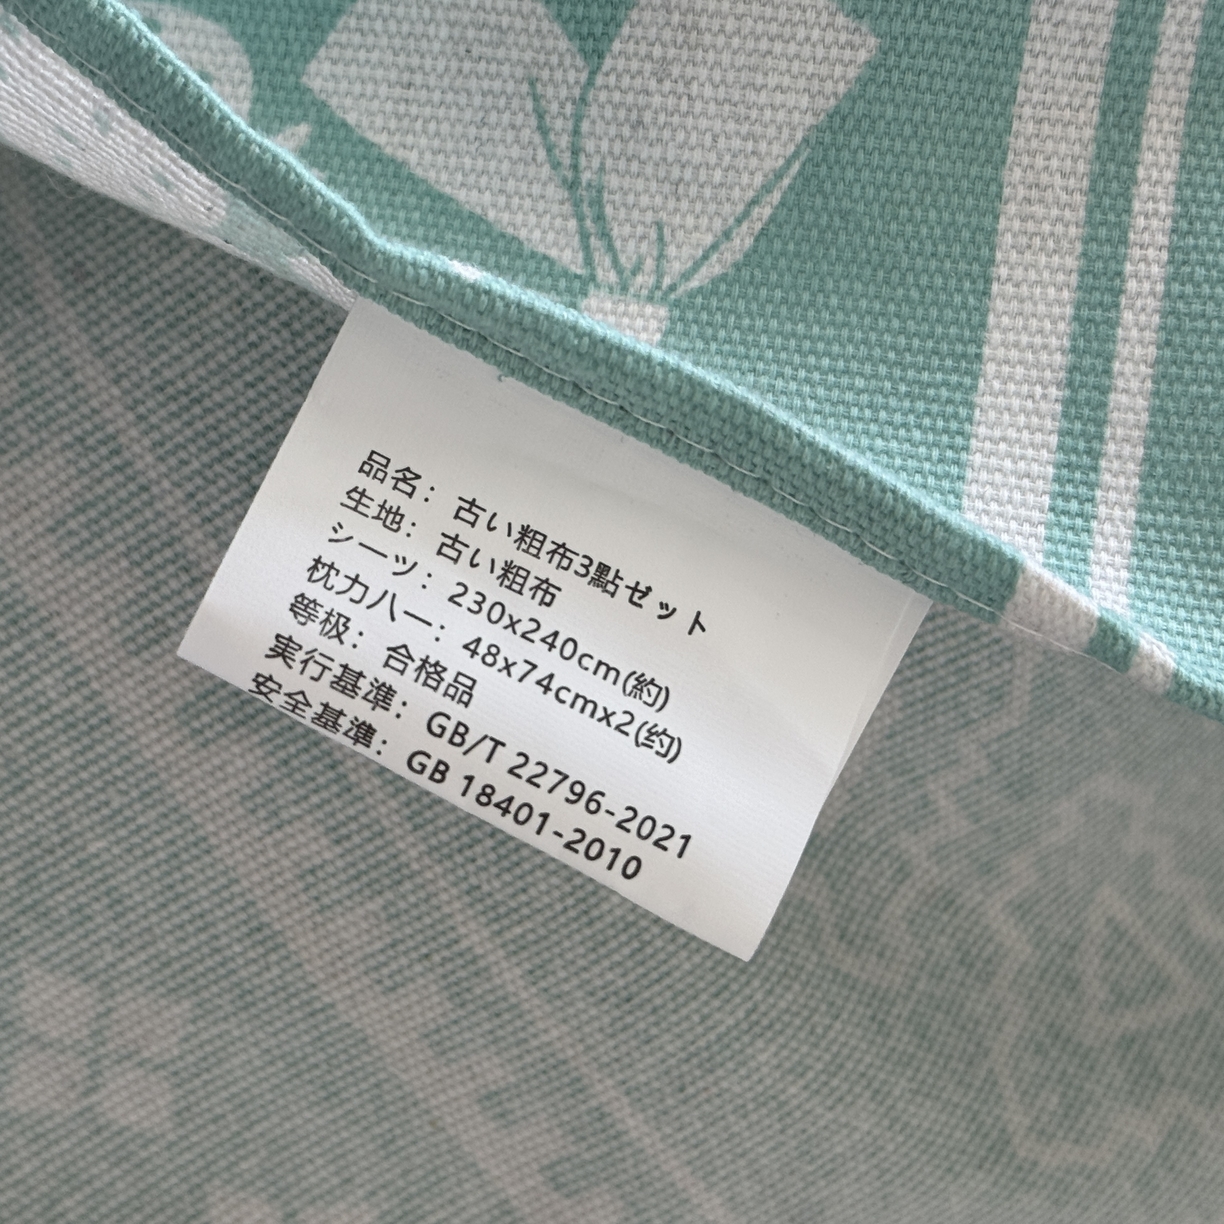 品名：古い粗布3點ゼット
生地：古い粗布
シーツ：230x240cm(約)
枕力ハー：48x74cmx2(约)
等极：合格品
実行基準：GB/T 22796-2021
安全基準：GB 18401-2010